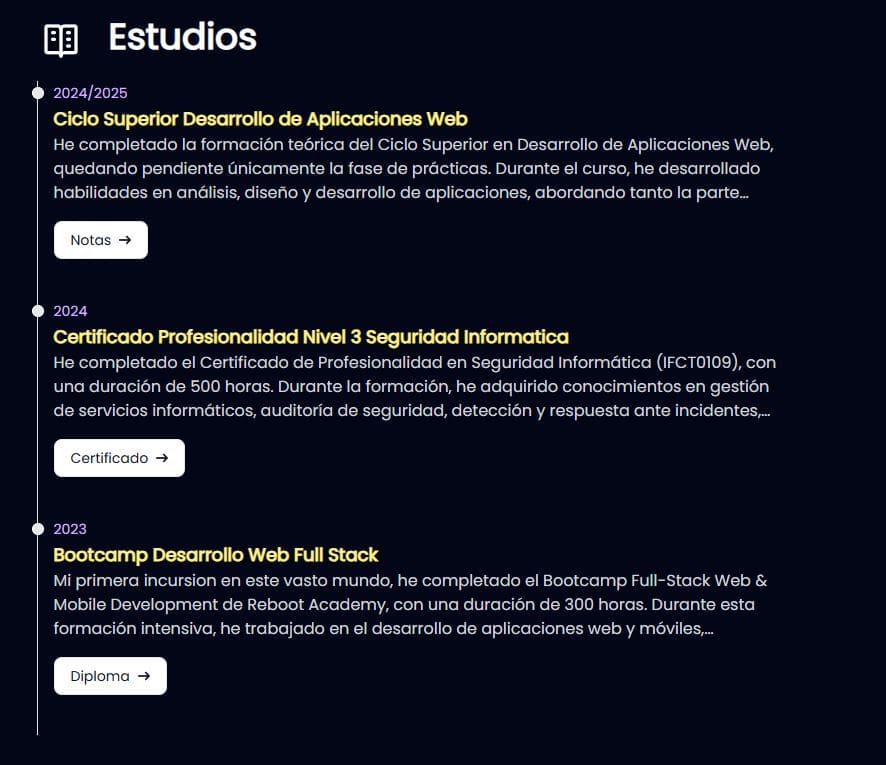 Estudios
2024/2025
Ciclo Superior Desarrollo de Aplicaciones Web
He completado la formación teórica del Ciclo Superior en Desarrollo de Aplicaciones Web,
quedando pendiente únicamente la fase de prácticas. Durante el curso, he desarrollado
habilidades en análisis, diseño y desarrollo de aplicaciones, abordando tanto la parte...
Notas →
2024
Certificado Profesionalidad Nivel 3 Seguridad Informatica
He completado el Certificado de Profesionalidad en Seguridad Informática (IFCT0109), con
una duración de 500 horas. Durante la formación, he adquirido conocimientos en gestión
de servicios informáticos, auditoría de seguridad, detección y respuesta ante incidentes,...
Certificado →
2023
Bootcamp Desarrollo Web Full Stack
Mi primera incursion en este vasto mundo, he completado el Bootcamp Full-Stack Web &
Mobile Development de Reboot Academy, con una duración de 300 horas. Durante esta
formación intensiva, he trabajado en el desarrollo de aplicaciones web y móviles,...
Diploma →